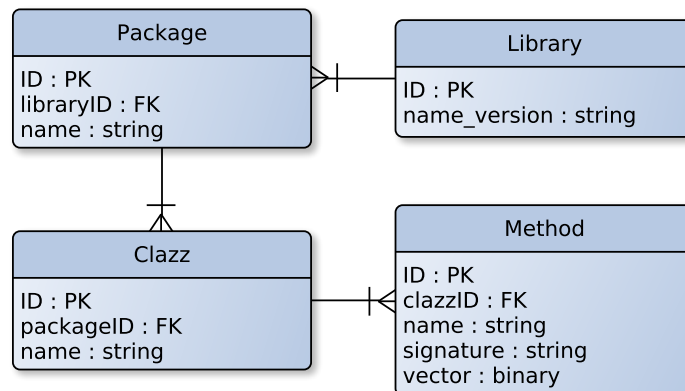 Package
ID : PK
libraryID : FK
name : string
Library
ID : PK
name_version : string
Clazz
ID : PK
packageID : FK
name : string
Method
ID : PK
clazzID : FK
name : string
signature : string
vector : binary